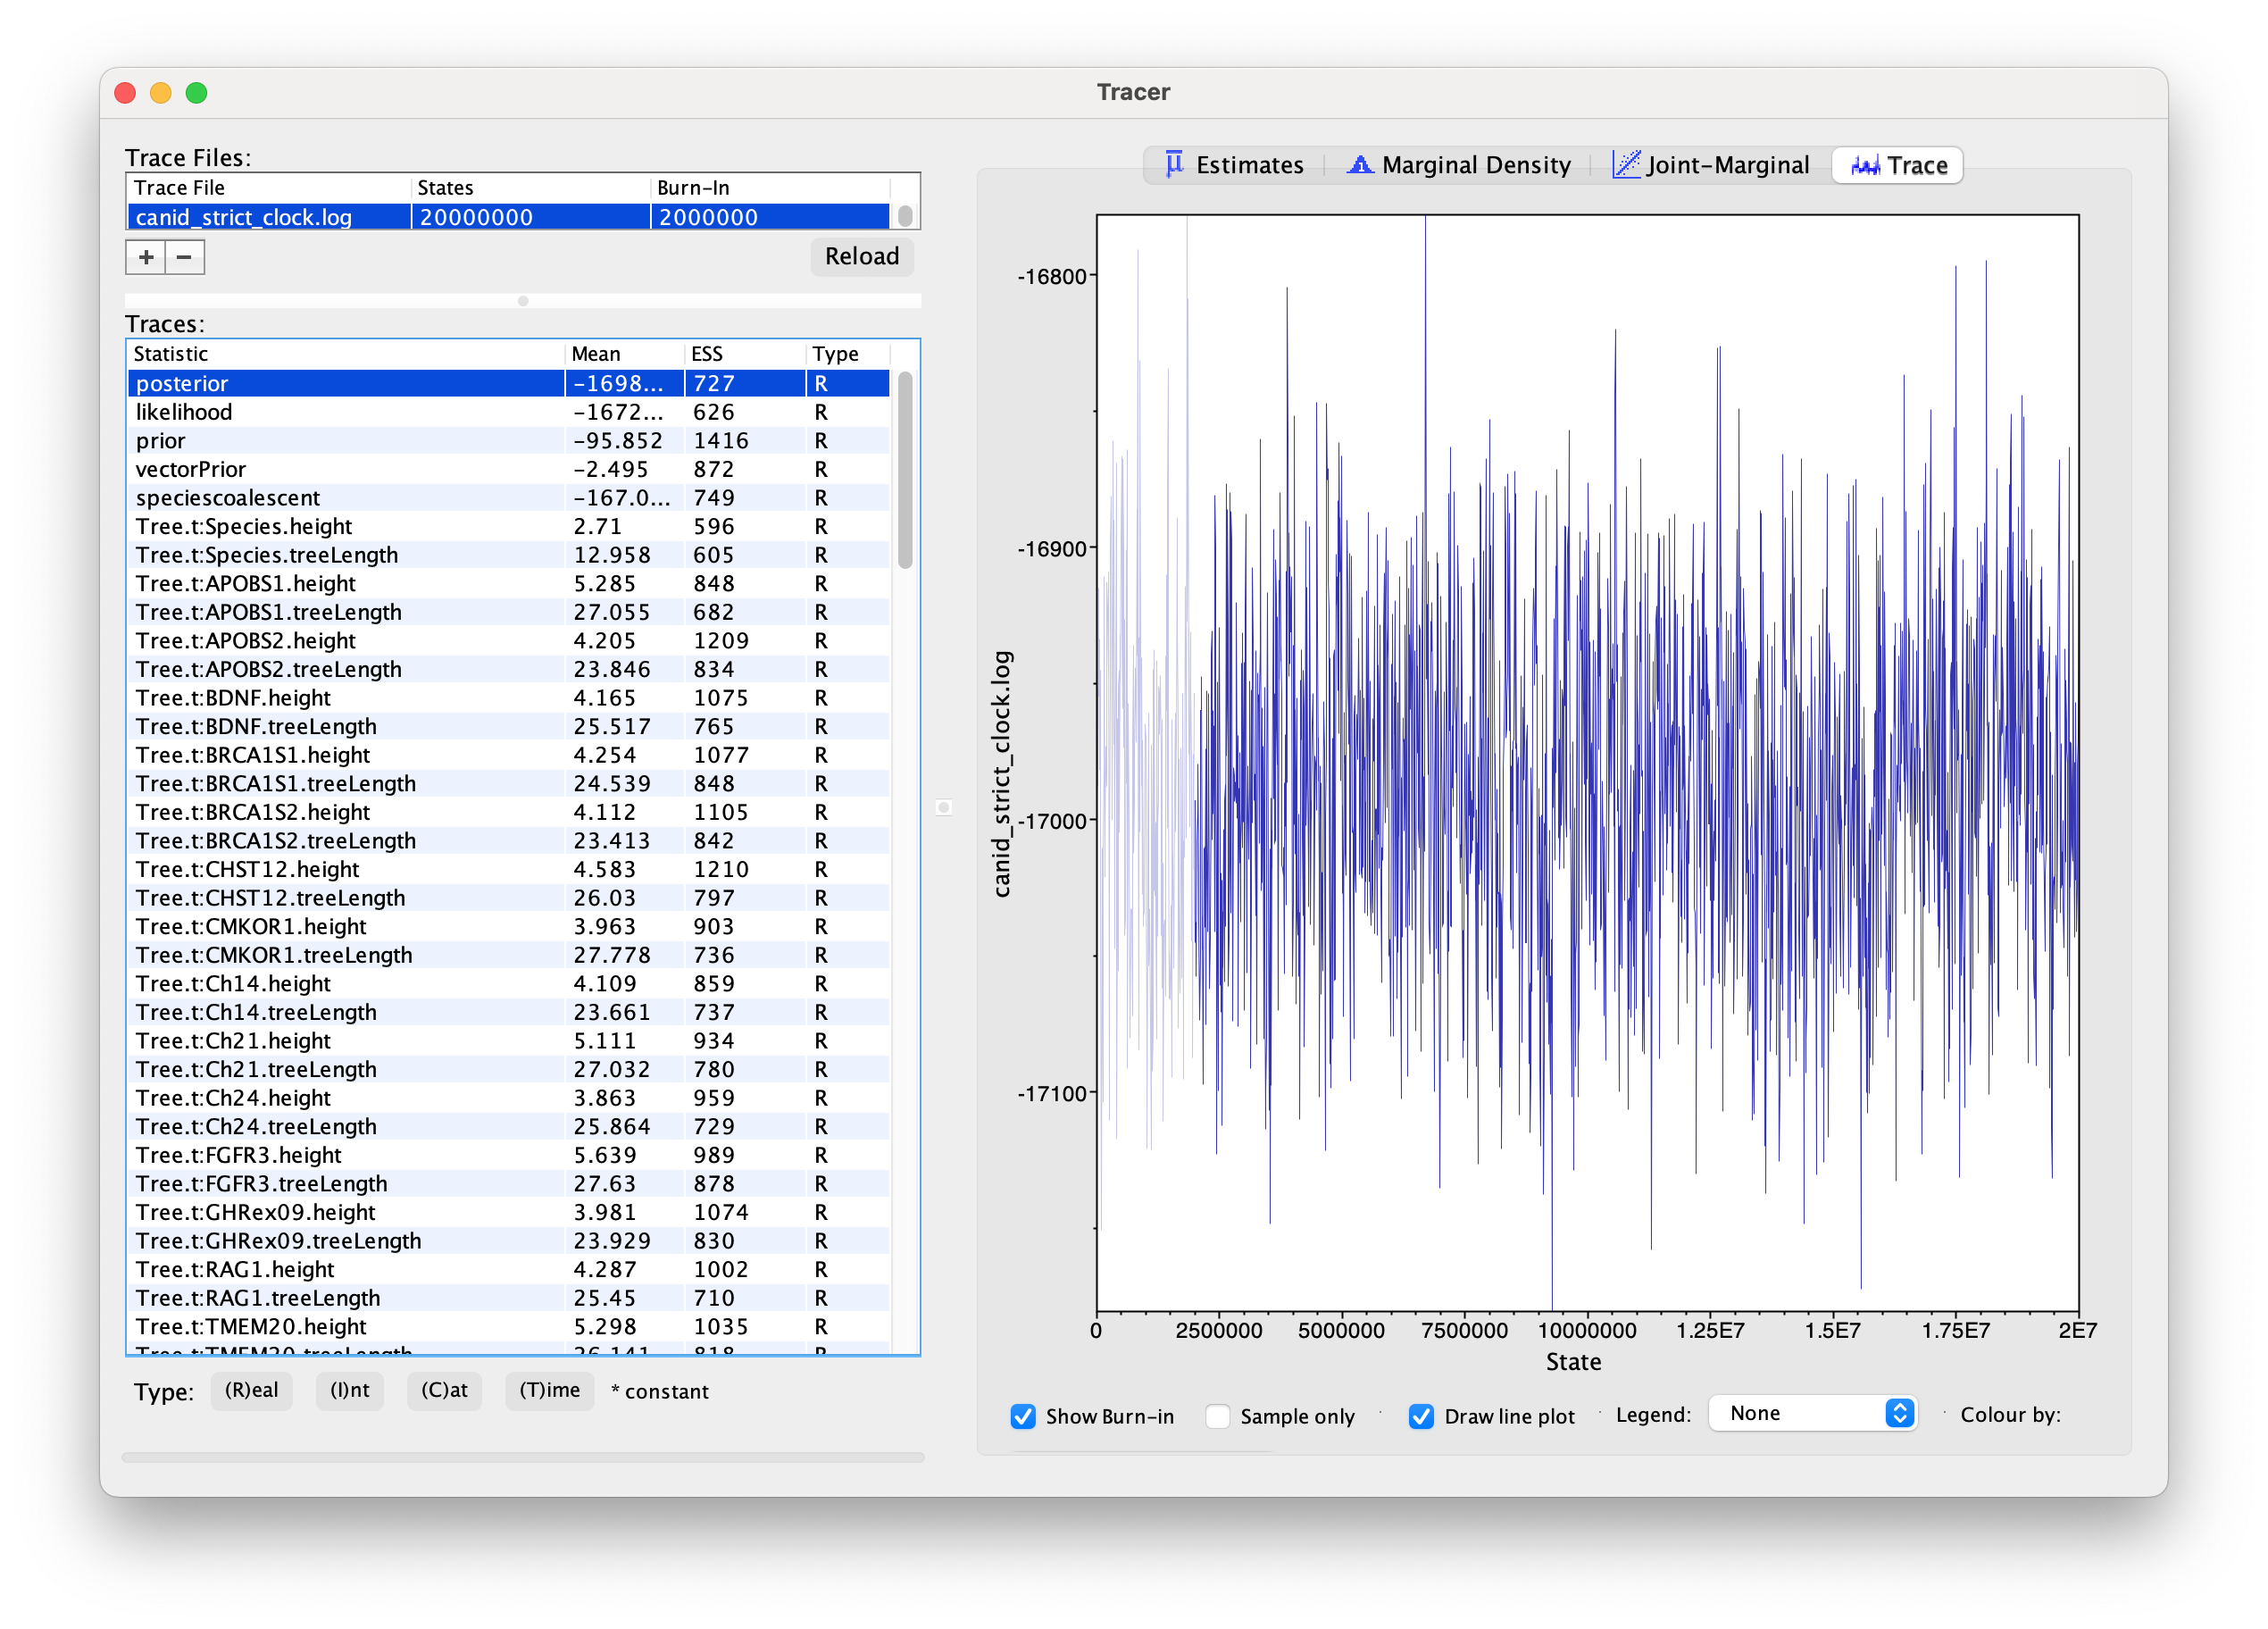 Tracer
Trace Files:
Trace File States Burn-In
canid_strict_clock.log 20000000 2000000
+ − Reload
Traces:
Statistic Mean ESS Type
posterior -1698... 727 R
likelihood -1672... 626 R
prior -95.852 1416 R
vectorPrior -2.495 872 R
speciescoalescent -167.0... 749 R
Tree.t:Species.height 2.71 596 R
Tree.t:Species.treeLength 12.958 605 R
Tree.t:APOBS1.height 5.285 848 R
Tree.t:APOBS1.treeLength 27.055 682 R
Tree.t:APOBS2.height 4.205 1209 R
Tree.t:APOBS2.treeLength 23.846 834 R
Tree.t:BDNF.height 4.165 1075 R
Tree.t:BDNF.treeLength 25.517 765 R
Tree.t:BRCA1S1.height 4.254 1077 R
Tree.t:BRCA1S1.treeLength 24.539 848 R
Tree.t:BRCA1S2.height 4.112 1105 R
Tree.t:BRCA1S2.treeLength 23.413 842 R
Tree.t:CHST12.height 4.583 1210 R
Tree.t:CHST12.treeLength 26.03 797 R
Tree.t:CMKOR1.height 3.963 903 R
Tree.t:CMKOR1.treeLength 27.778 736 R
Tree.t:Ch14.height 4.109 859 R
Tree.t:Ch14.treeLength 23.661 737 R
Tree.t:Ch21.height 5.111 934 R
Tree.t:Ch21.treeLength 27.032 780 R
Tree.t:Ch24.height 3.863 959 R
Tree.t:Ch24.treeLength 25.864 729 R
Tree.t:FGFR3.height 5.639 989 R
Tree.t:FGFR3.treeLength 27.63 878 R
Tree.t:GHRex09.height 3.981 1074 R
Tree.t:GHRex09.treeLength 23.929 830 R
Tree.t:RAG1.height 4.287 1002 R
Tree.t:RAG1.treeLength 25.45 710 R
Tree.t:TMEM20.height 5.298 1035 R
Tree.t:TMEM20.treeLength 26.141 818 R
Type: (R)eal (I)nt (C)at (T)ime * constant
Estimates Marginal Density Joint-Marginal Trace
canid_strict_clock.log
-16800
-16900
-17000
-17100
0 2500000 5000000 7500000 10000000 1.25E7 1.5E7 1.75E7 2E7
State
Show Burn-in Sample only Draw line plot Legend: None Colour by: